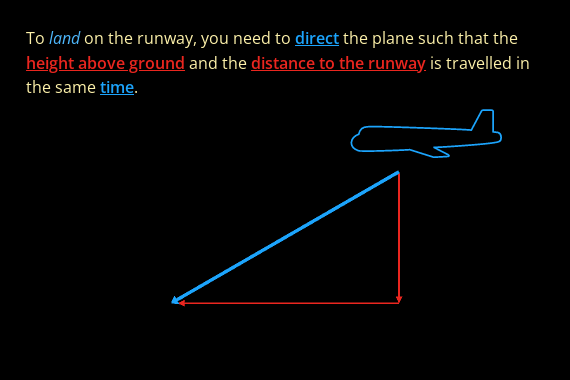 To land on the runway, you need to direct the plane such that the
height above ground and the distance to the runway is travelled in
the same time.